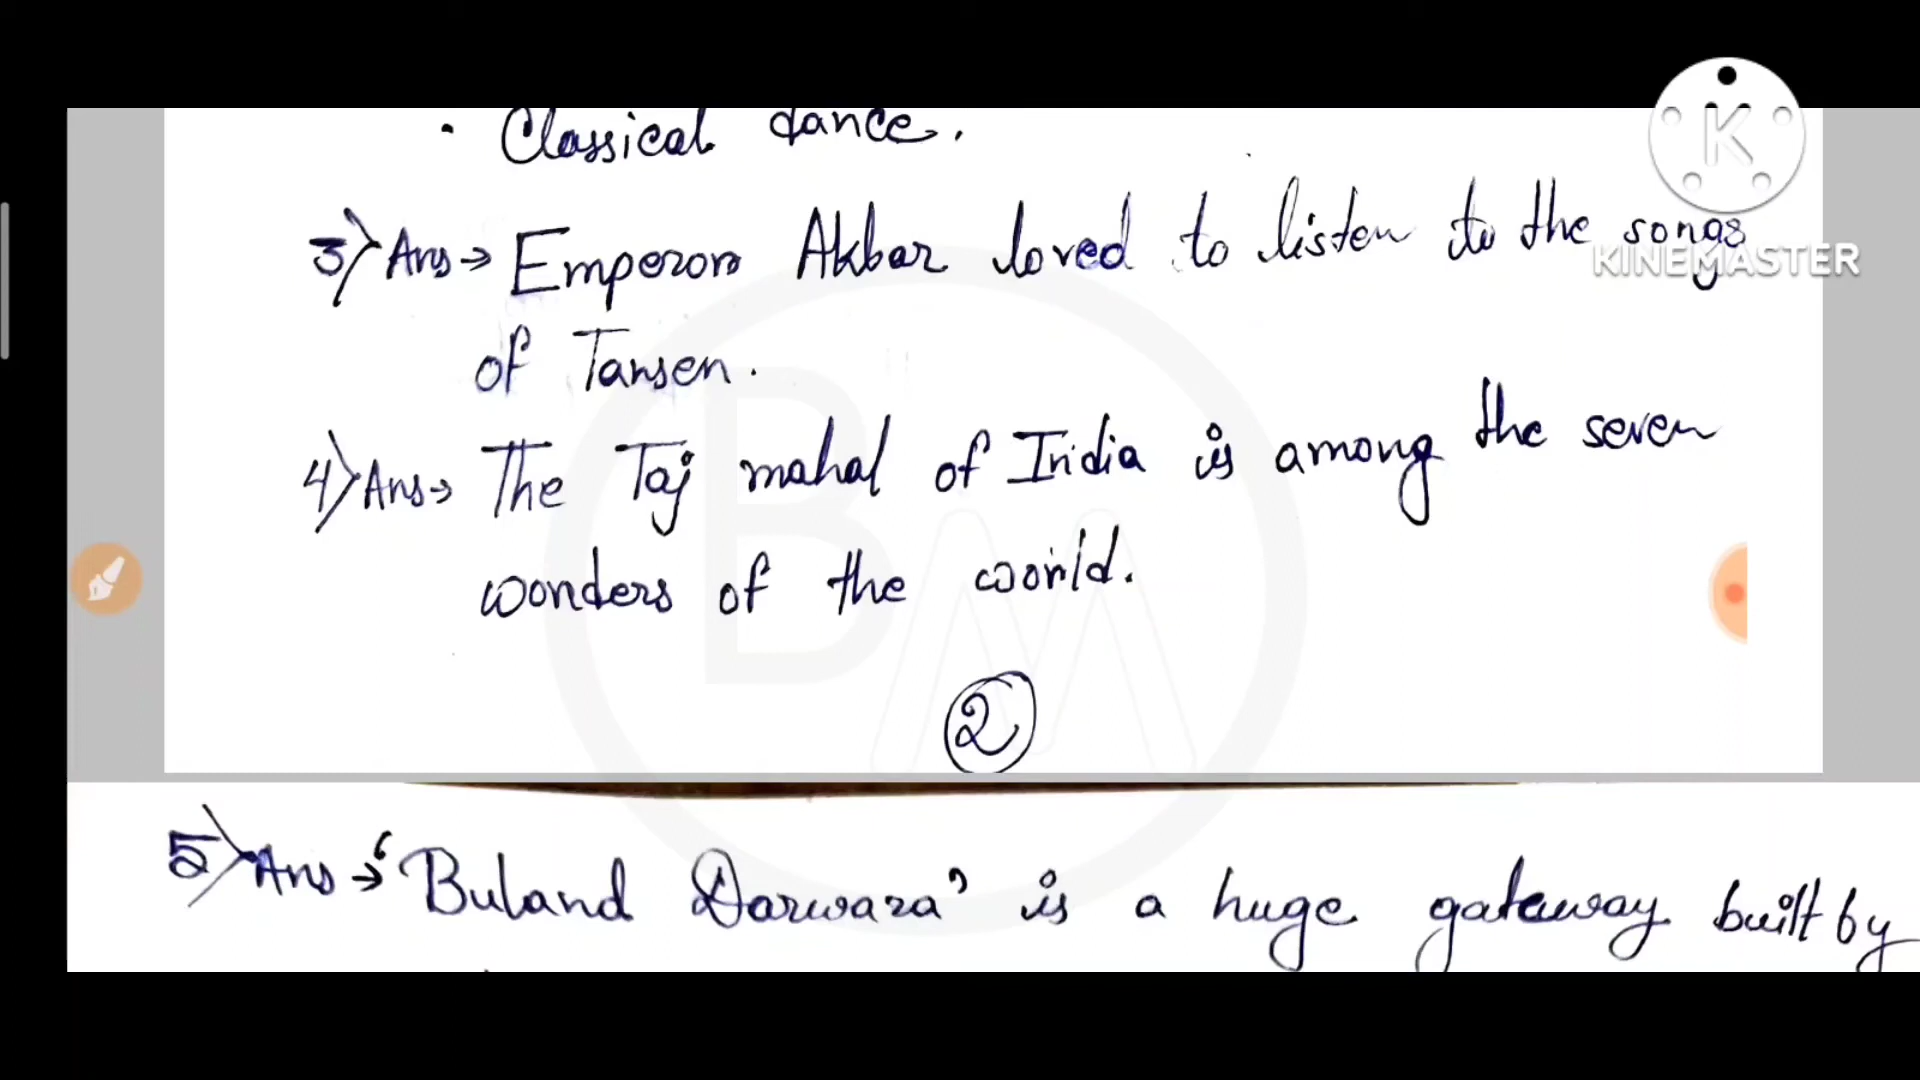 • Classical dance.
3) Ans → Emperor Akbar loved to listen to the songs
KINEMASTER
of Tansen.
4) Ans → The Taj mahal of India is among the seven
wonders of the world.
2
5) Ans → 'Buland Darwaza' is a huge gateway built by
K
BM